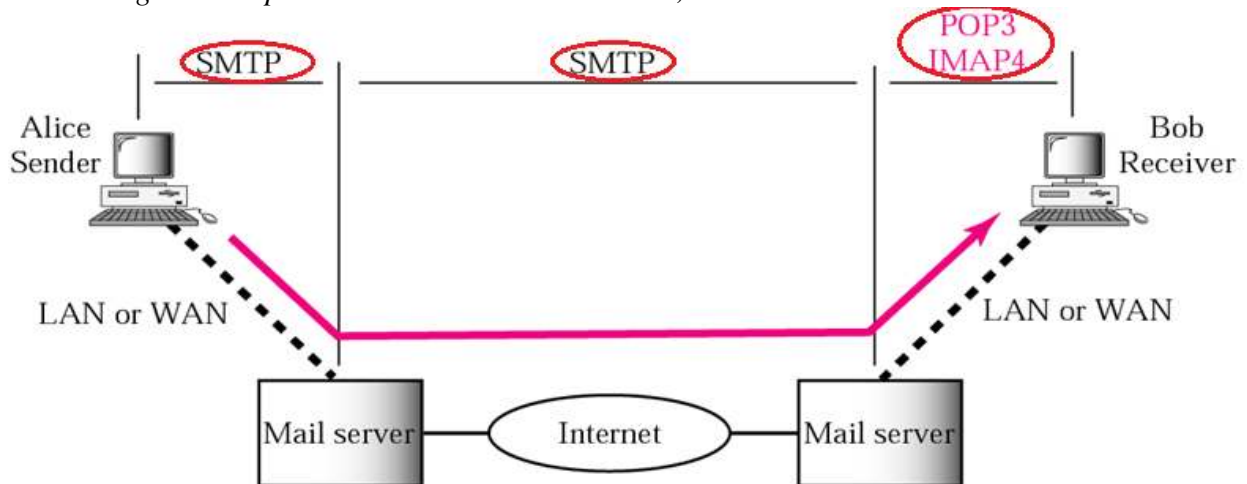 SMTP
SMTP
POP3
IMAP4
Alice
Sender
Bob
Receiver
LAN or WAN
LAN or WAN
Mail server
Internet
Mail server